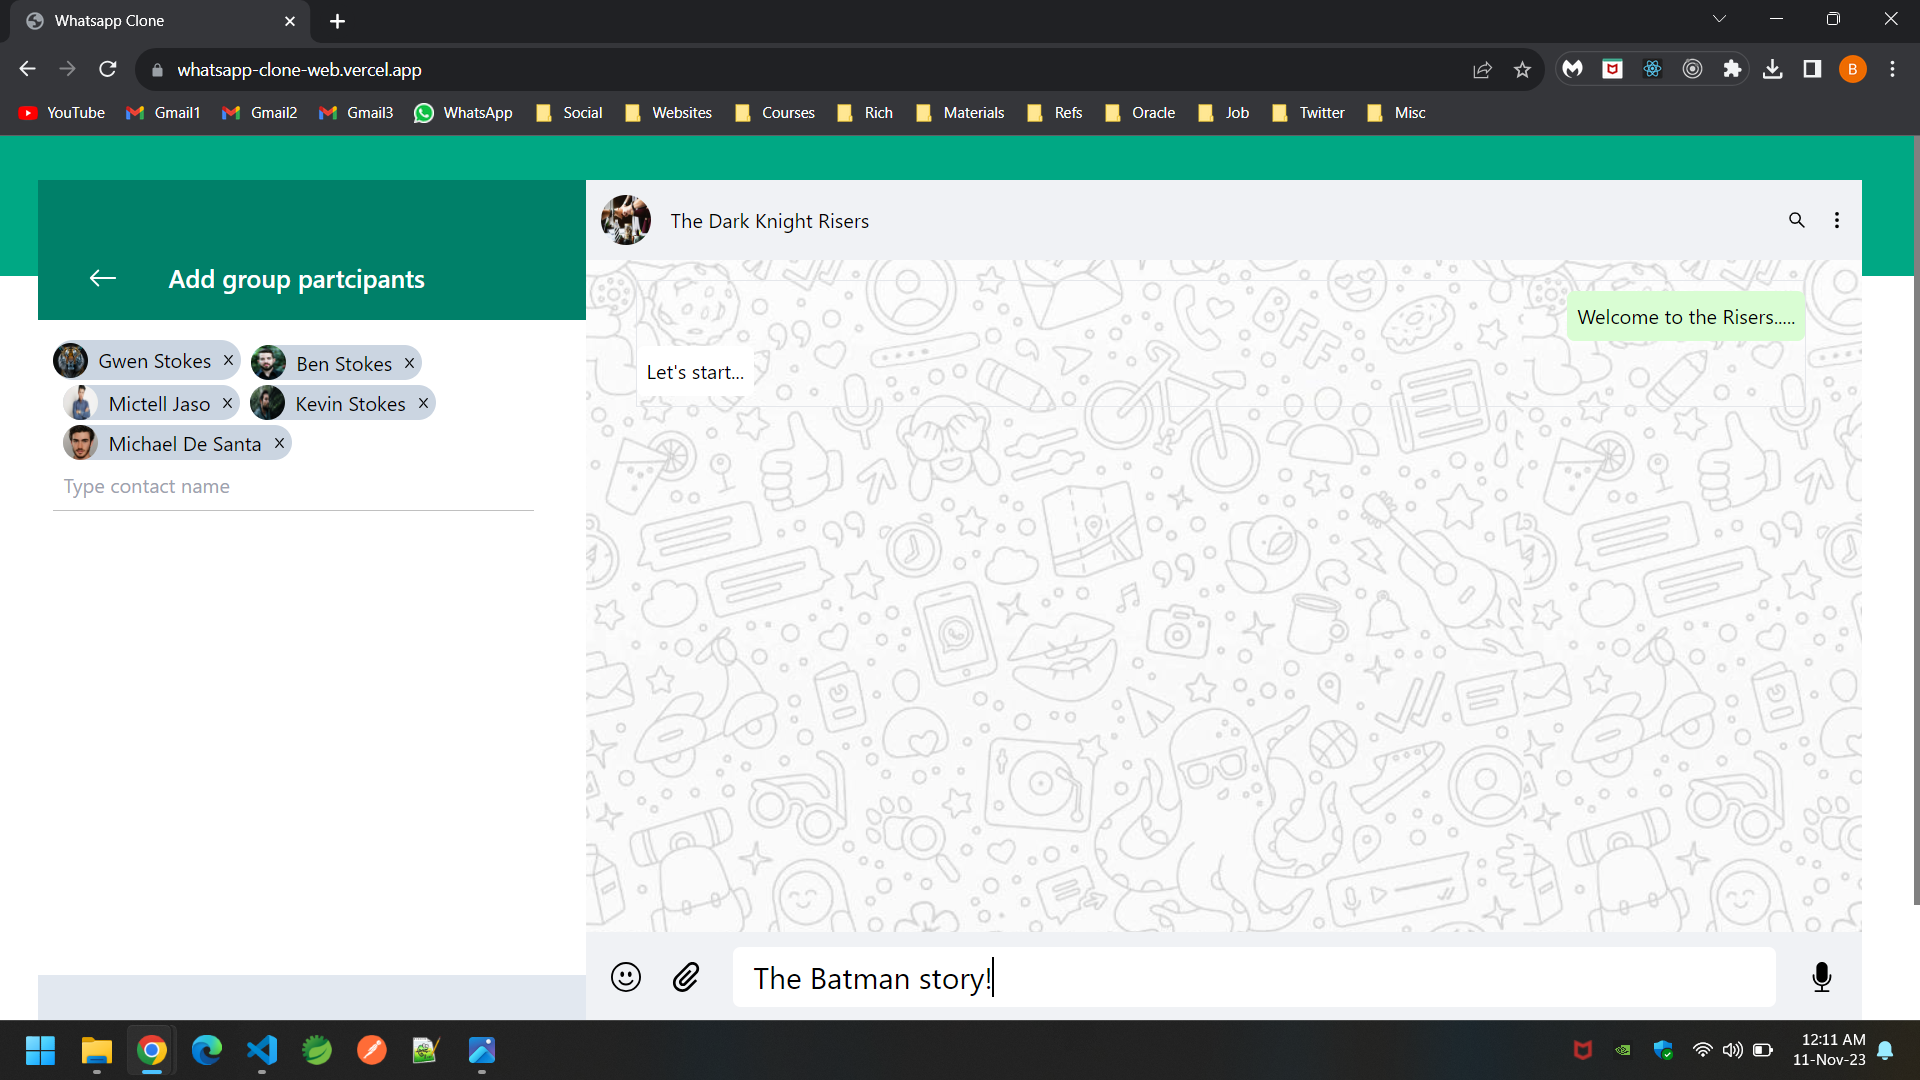 Whatsapp Clone
whatsapp-clone-web.vercel.app
B
YouTube Gmail1 Gmail2 Gmail3 WhatsApp Social Websites Courses Rich Materials Refs Oracle Job Twitter Misc
Add group partcipants
Gwen Stokes x Ben Stokes x
Mictell Jaso x Kevin Stokes x
Michael De Santa x
Type contact name
The Dark Knight Risers
Welcome to the Risers.....
Let's start...
BFF
The Batman story!
12:11 AM
11-Nov-23